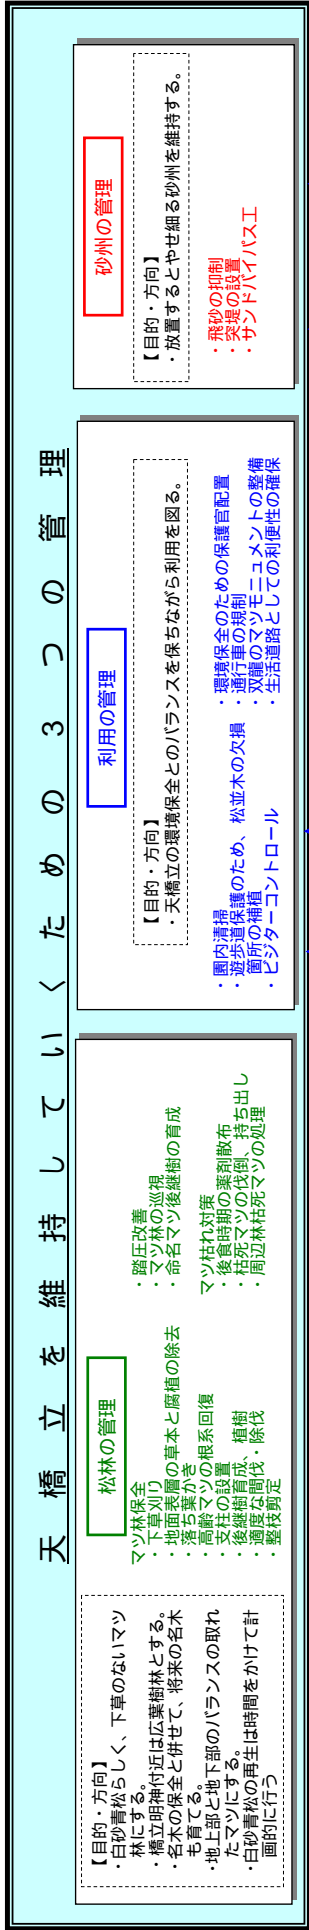 天橋立を維持していくための３つの管理
松林の管理
【目的・方向】
・白砂青松らしく、下草のないマツ
林にする。
・橋立明神付近は広葉樹林とする。
・名木の保全と併せて、将来の名木
も育てる。
・地上部と地下部のバランスの取れ
たマツにする。
・白砂青松の再生は時間をかけて計
画的に行う
マツ林保全
・下草刈り
・地面表層の草本と腐植の除去
・落ち葉かき
・高齢マツの根系回復
・支柱の設置
・後継樹育成、植樹
・適度な間伐・除伐
・整枝剪定
・踏圧改善
・マツ林の巡視
・命名マツ後継樹の育成
マツ枯れ対策
・後食時期の薬剤散布
・枯死マツの伐倒、持ち出し
・周辺林枯死マツの処理
利用の管理
【目的・方向】
・天橋立の環境保全とのバランスを保ちながら利用を図る。
・園内清掃
・遊歩道保護のため、松並木の欠損
箇所の補植
・ビジターコントロール
・環境保全のための保護官配置
・通行車の規制
・双龍のマツモニュメントの整備
・生活道路としての利便性の確保
砂州の管理
【目的・方向】
・放置するとやせ細る砂州を維持する。
・飛砂の抑制
・突堤の設置
・サンドバイパス工